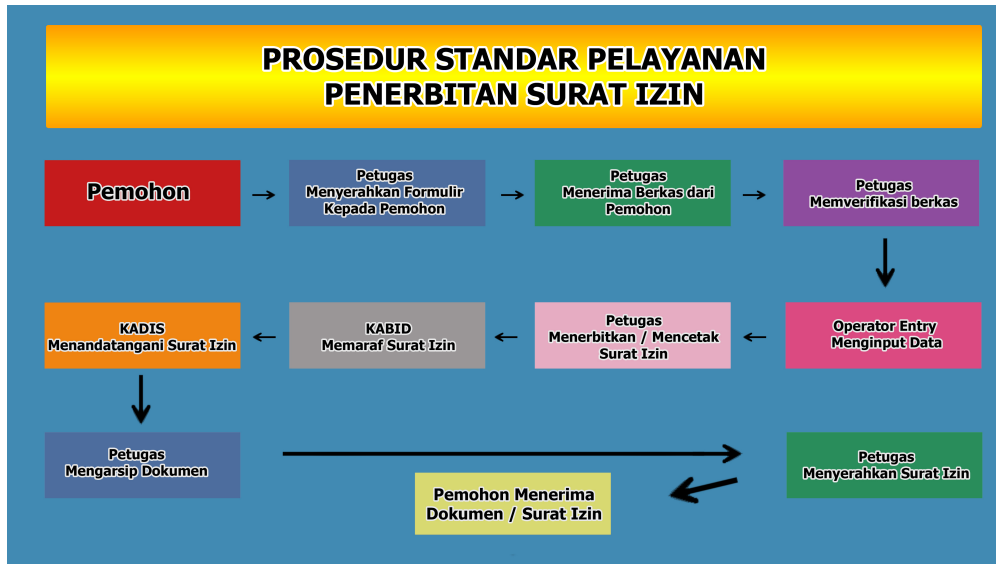 PROSEDUR STANDAR PELAYANAN
PENERBITAN SURAT IZIN
Pemohon
Petugas
Menyerahkan Formulir
Kepada Pemohon
Petugas
Menerima Berkas dari
Pemohon
Petugas
Memverifikasi berkas
KADIS
Menandatangani Surat Izin
KABID
Memaraf Surat Izin
Petugas
Menerbitkan / Mencetak
Surat Izin
Operator Entry
Menginput Data
Petugas
Mengarsip Dokumen
Petugas
Menyerahkan Surat Izin
Pemohon Menerima
Dokumen / Surat Izin